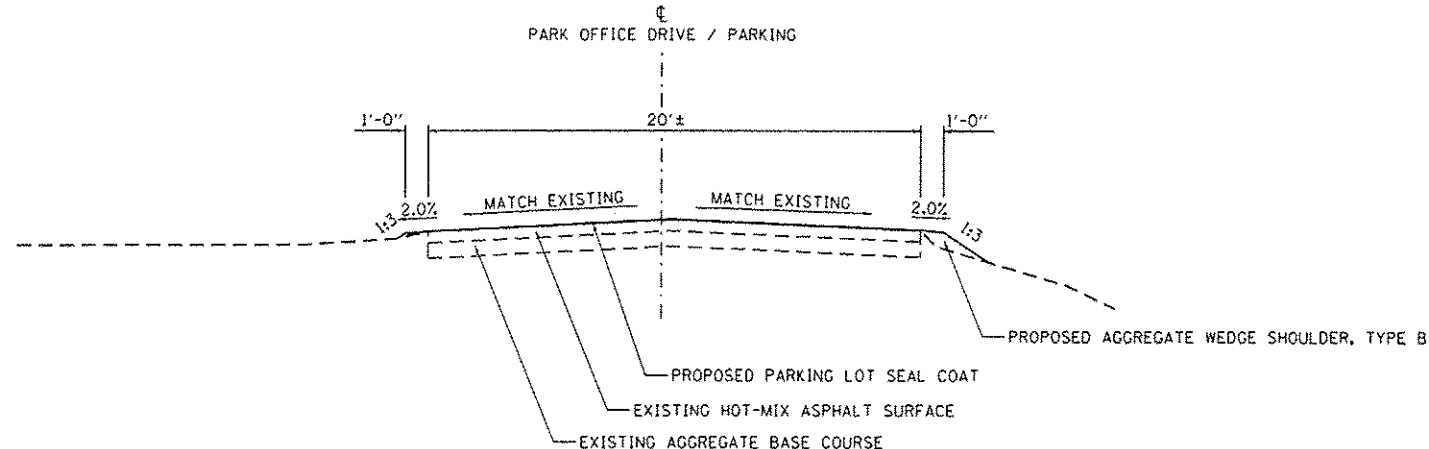 ℄
PARK OFFICE DRIVE / PARKING
1'-0" 20'± 1'-0"
MATCH EXISTING MATCH EXISTING
1:3 2.0% 2.0% 1:3
PROPOSED AGGREGATE WEDGE SHOULDER, TYPE B
PROPOSED PARKING LOT SEAL COAT
EXISTING HOT-MIX ASPHALT SURFACE
EXISTING AGGREGATE BASE COURSE